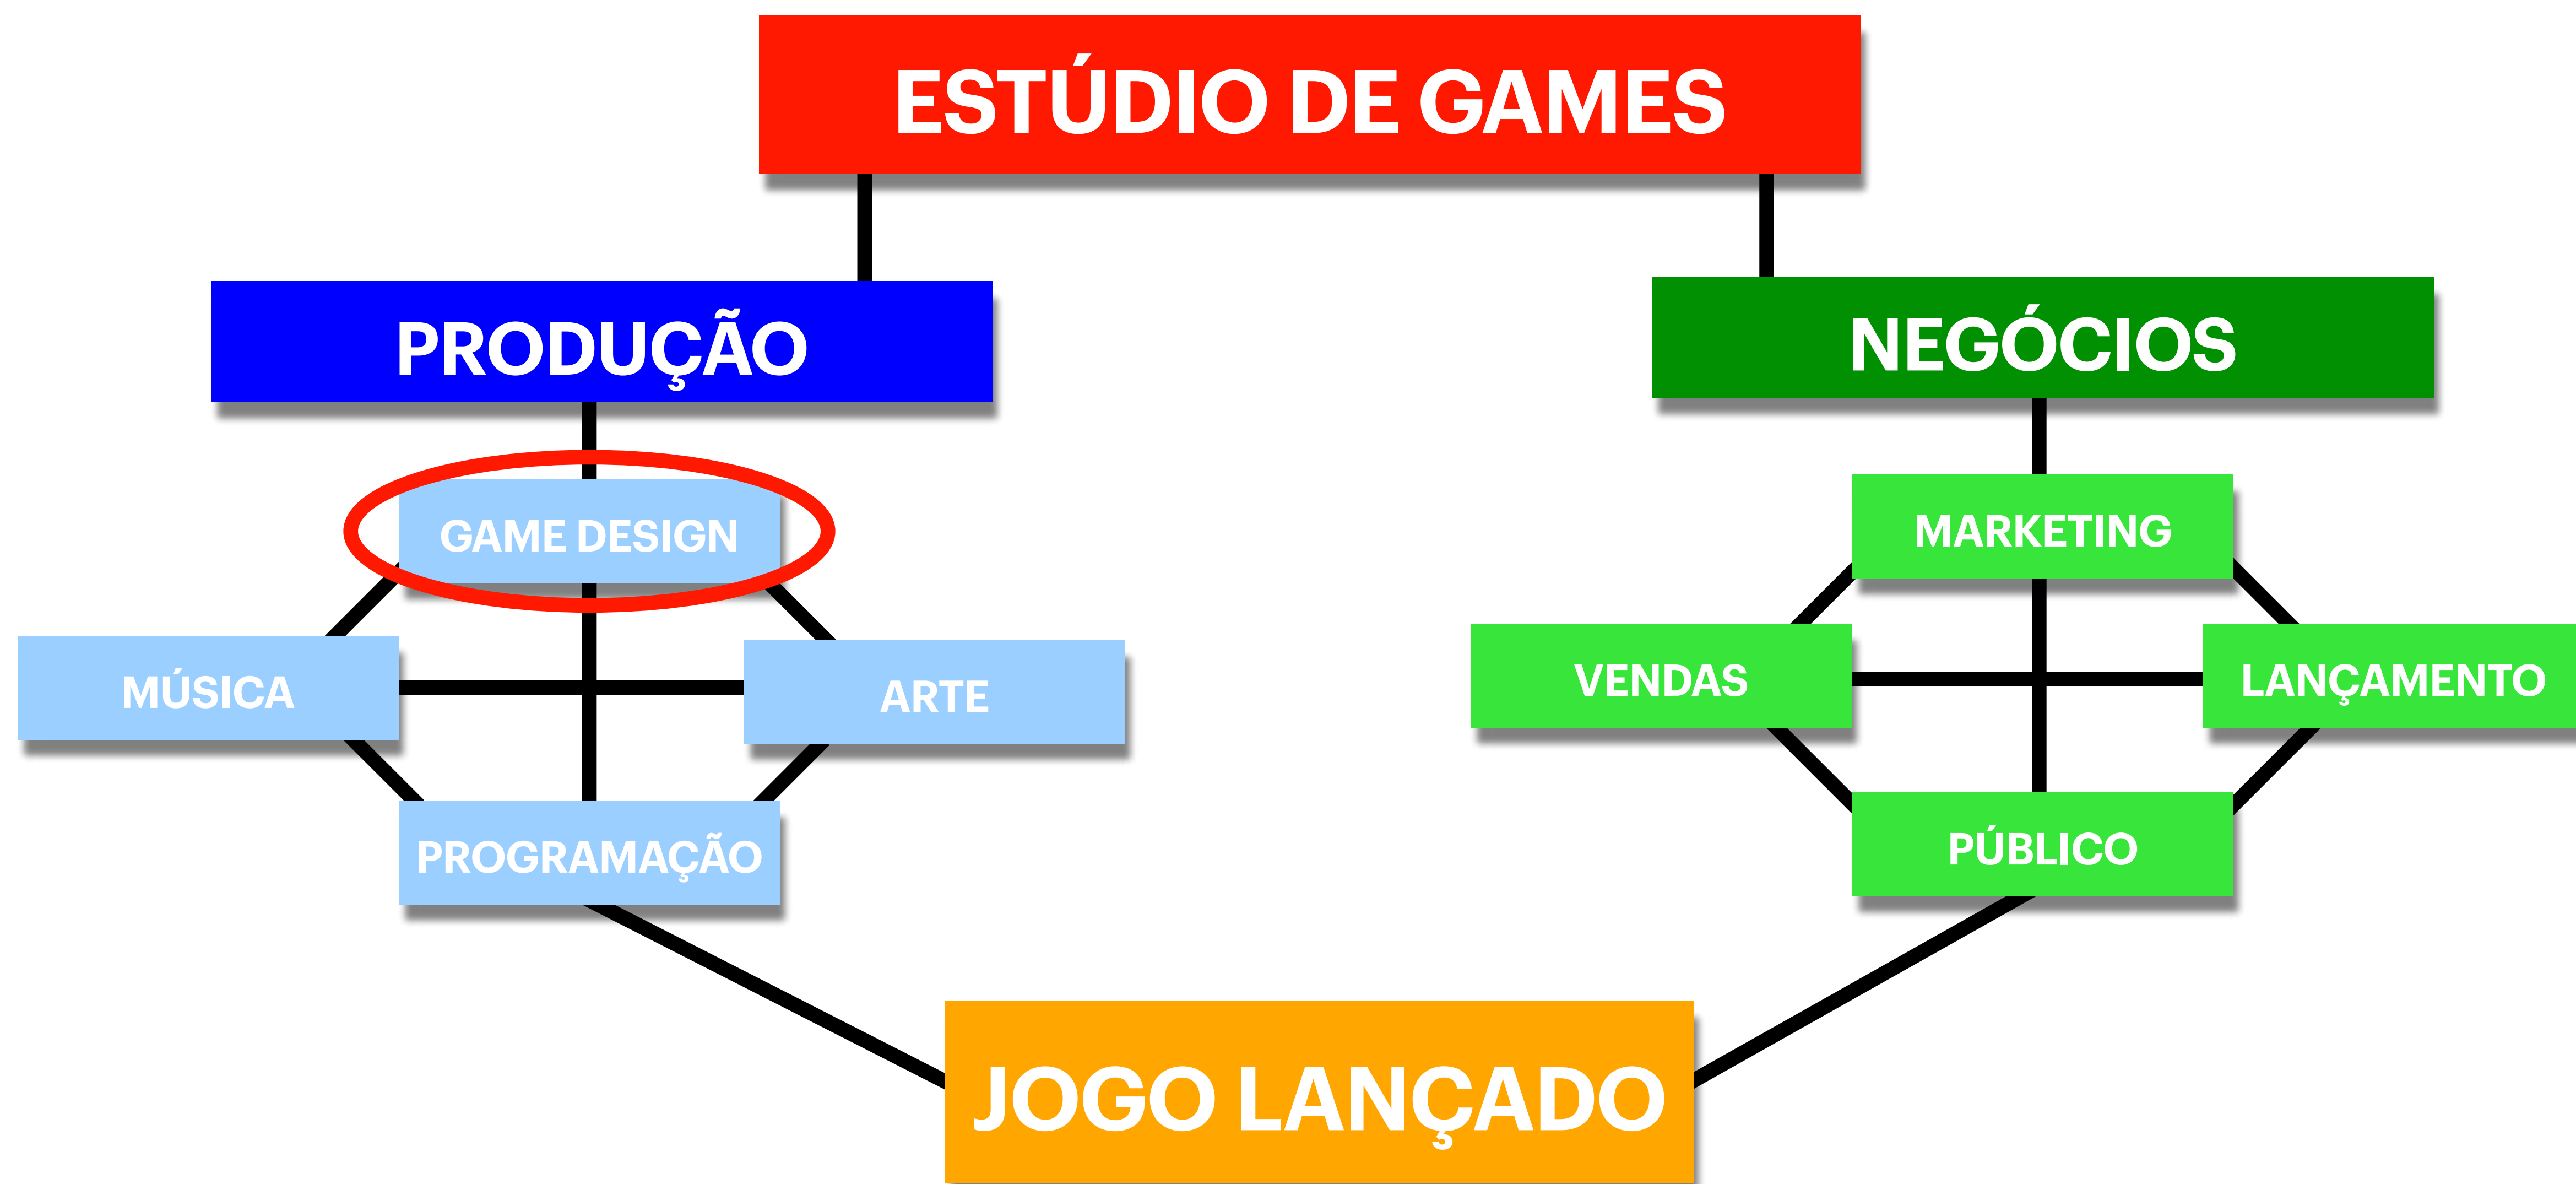 ESTÚDIO DE GAMES
PRODUÇÃO
NEGÓCIOS
GAME DESIGN
MARKETING
MÚSICA
ARTE
VENDAS
LANÇAMENTO
PROGRAMAÇÃO
PÚBLICO
JOGO LANÇADO